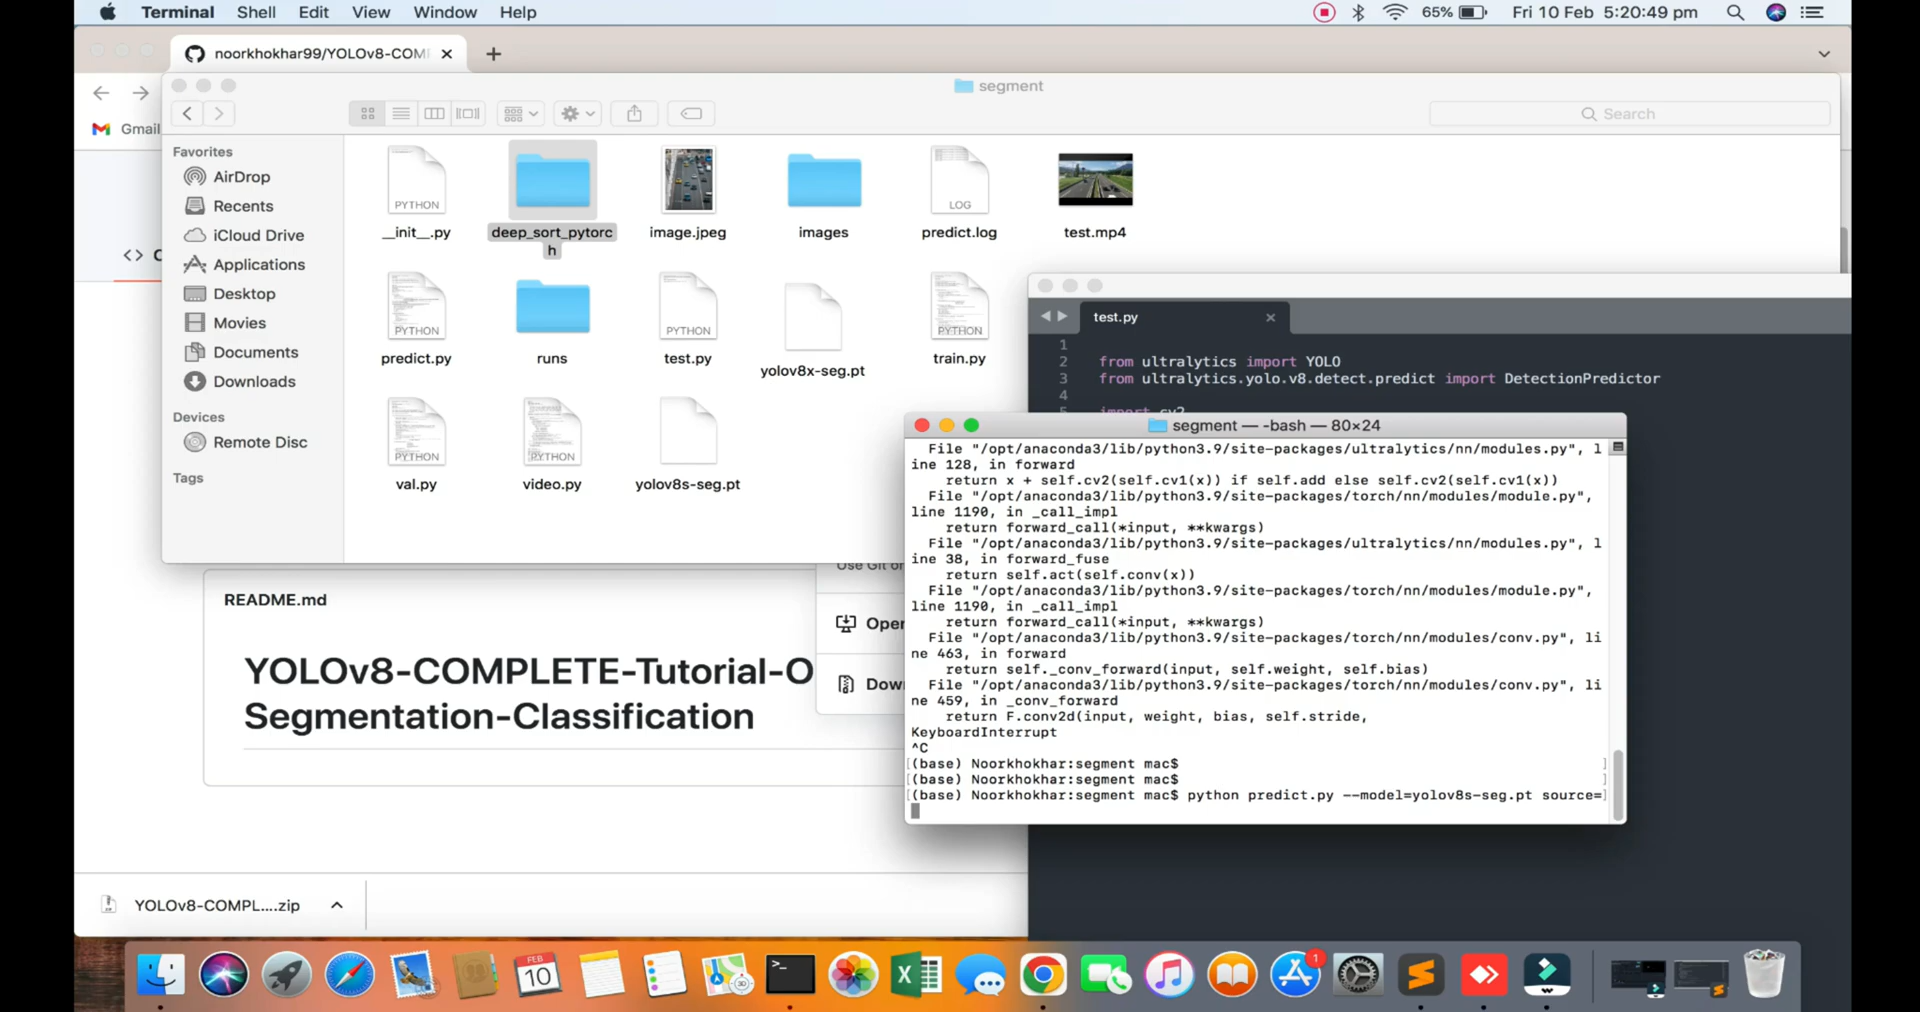 Terminal Shell Edit View Window Help 65% Fri 10 Feb 5:20:49 pm
noorkhokhar99/YOLOv8-COM
segment
Search
Gmail
Favorites
AirDrop
Recents
iCloud Drive
Applications
Desktop
Movies
Documents
Downloads
Devices
Remote Disc
Tags
PYTHON
__init__.py
deep_sort_pytorc
h
image.jpeg
images
LOG
predict.log
test.mp4
PYTHON
predict.py
runs
PYTHON
test.py
yolov8x-seg.pt
PYTHON
train.py
PYTHON
val.py
PYTHON
video.py
yolov8s-seg.pt
test.py
1
2 from ultralytics import YOLO
3 from ultralytics.yolo.v8.detect.predict import DetectionPredictor
4
5 import cv2
segment — -bash — 80×24
File "/opt/anaconda3/lib/python3.9/site-packages/ultralytics/nn/modules.py", l
ine 128, in forward
return x + self.cv2(self.cv1(x)) if self.add else self.cv2(self.cv1(x))
File "/opt/anaconda3/lib/python3.9/site-packages/torch/nn/modules/module.py",
line 1190, in _call_impl
return forward_call(*input, **kwargs)
File "/opt/anaconda3/lib/python3.9/site-packages/ultralytics/nn/modules.py", l
ine 38, in forward_fuse
return self.act(self.conv(x))
File "/opt/anaconda3/lib/python3.9/site-packages/torch/nn/modules/module.py",
line 1190, in _call_impl
return forward_call(*input, **kwargs)
File "/opt/anaconda3/lib/python3.9/site-packages/torch/nn/modules/conv.py", li
ne 463, in forward
return self._conv_forward(input, self.weight, self.bias)
File "/opt/anaconda3/lib/python3.9/site-packages/torch/nn/modules/conv.py", li
ne 459, in _conv_forward
return F.conv2d(input, weight, bias, self.stride,
KeyboardInterrupt
^C
[(base) Noorkhokhar:segment mac$ ]
[(base) Noorkhokhar:segment mac$ ]
[(base) Noorkhokhar:segment mac$ python predict.py --model=yolov8s-seg.pt source=]
Use Git or
Open
Dow
README.md
YOLOv8-COMPLETE-Tutorial-O
Segmentation-Classification
YOLOv8-COMPL....zip
FEB
10
1